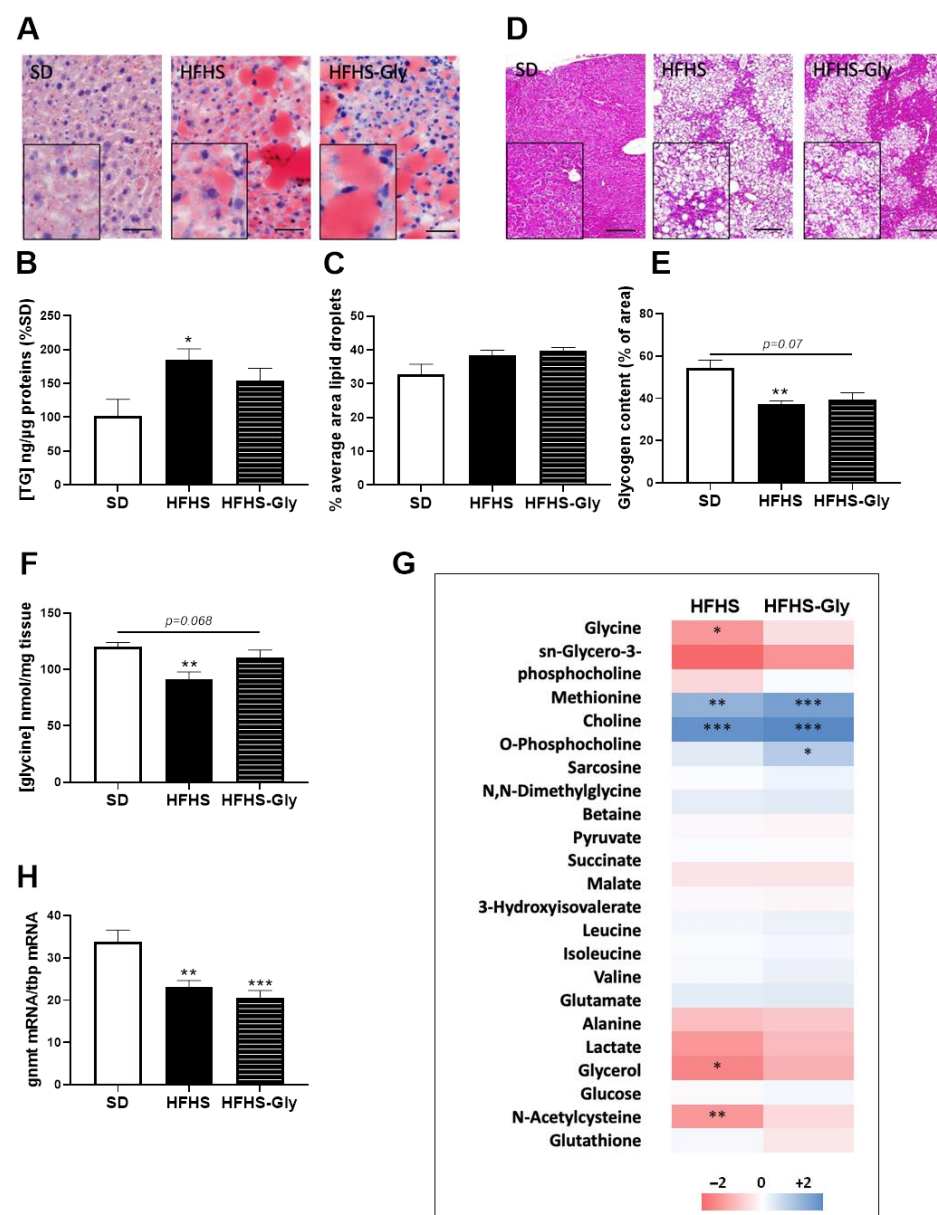 A
SD
HFHS
HFHS-Gly
D
SD
HFHS
HFHS-Gly
B
[TG] ng/µg proteins (%SD)
250
200
150
100
50
0
*
SD
HFHS
HFHS-Gly
C
% average area lipid droplets
50
40
30
20
10
0
SD
HFHS
HFHS-Gly
E
Glycogen content (% of area)
80
60
40
20
0
p=0.07
**
SD
HFHS
HFHS-Gly
F
[glycine] nmol/mg tissue
150
100
50
0
p=0.068
**
SD
HFHS
HFHS-Gly
G
HFHS
HFHS-Gly
Glycine
*
sn-Glycero-3-
phosphocholine
Methionine
**
***
Choline
***
***
O-Phosphocholine
*
Sarcosine
N,N-Dimethylglycine
Betaine
Pyruvate
Succinate
Malate
3-Hydroxyisovalerate
Leucine
Isoleucine
Valine
Glutamate
Alanine
Lactate
Glycerol
*
Glucose
N-Acetylcysteine
**
Glutathione
−2
0
+2
H
gnmt mRNA/tbp mRNA
40
30
20
10
0
**
***
SD
HFHS
HFHS-Gly